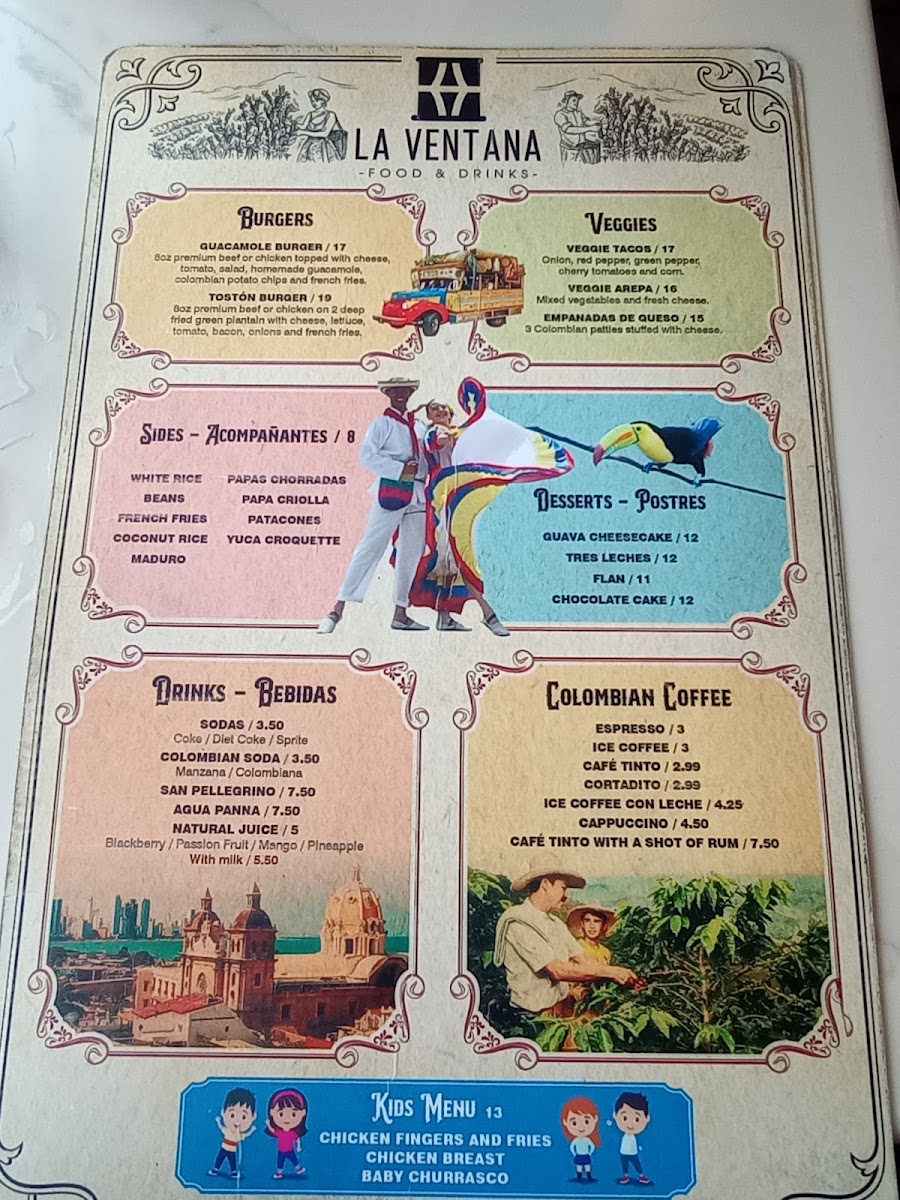 LA VENTANA
-FOOD & DRINKS-
BURGERS
GUACAMOLE BURGER / 17
8oz premium beef or chicken topped with cheese,
tomato, salad, homemade guacamole,
colombian potato chips and french fries.
TOSTÓN BURGER / 19
8oz premium beef or chicken on 2 deep
fried green plantain with cheese, lettuce,
tomato, bacon, onions and french fries.
VEGGIES
VEGGIE TACOS / 17
Onion, red pepper, green pepper,
cherry tomatoes and corn.
VEGGIE AREPA / 16
Mixed vegatables and fresh cheese.
EMPANADAS DE QUESO / 15
3 Colombian patties stuffed with cheese.
SIDES – ACOMPAÑANTES / 8
WHITE RICE
BEANS
FRENCH FRIES
COCONUT RICE
MADURO
PAPAS CHORRADAS
PAPA CRIOLLA
PATACONES
YUCA CROQUETTE
DESSERTS – POSTRES
GUAVA CHEESECAKE / 12
TRES LECHES / 12
FLAN / 11
CHOCOLATE CAKE / 12
DRINKS – BEBIDAS
SODAS / 3.50
Coke / Diet Coke / Sprite
COLOMBIAN SODA / 3.50
Manzana / Colombiana
SAN PELLEGRINO / 7.50
AGUA PANNA / 7.50
NATURAL JUICE / 5
Blackberry / Passion Fruit / Mango / Pineapple
With milk / 5.50
COLOMBIAN COFFEE
ESPRESSO / 3
ICE COFFEE / 3
CAFÉ TINTO / 2.99
CORTADITO / 2.99
ICE COFFEE CON LECHE / 4.25
CAPPUCCINO / 4.50
CAFÉ TINTO WITH A SHOT OF RUM / 7.50
KIDS MENU 13
CHICKEN FINGERS AND FRIES
CHICKEN BREAST
BABY CHURRASCO